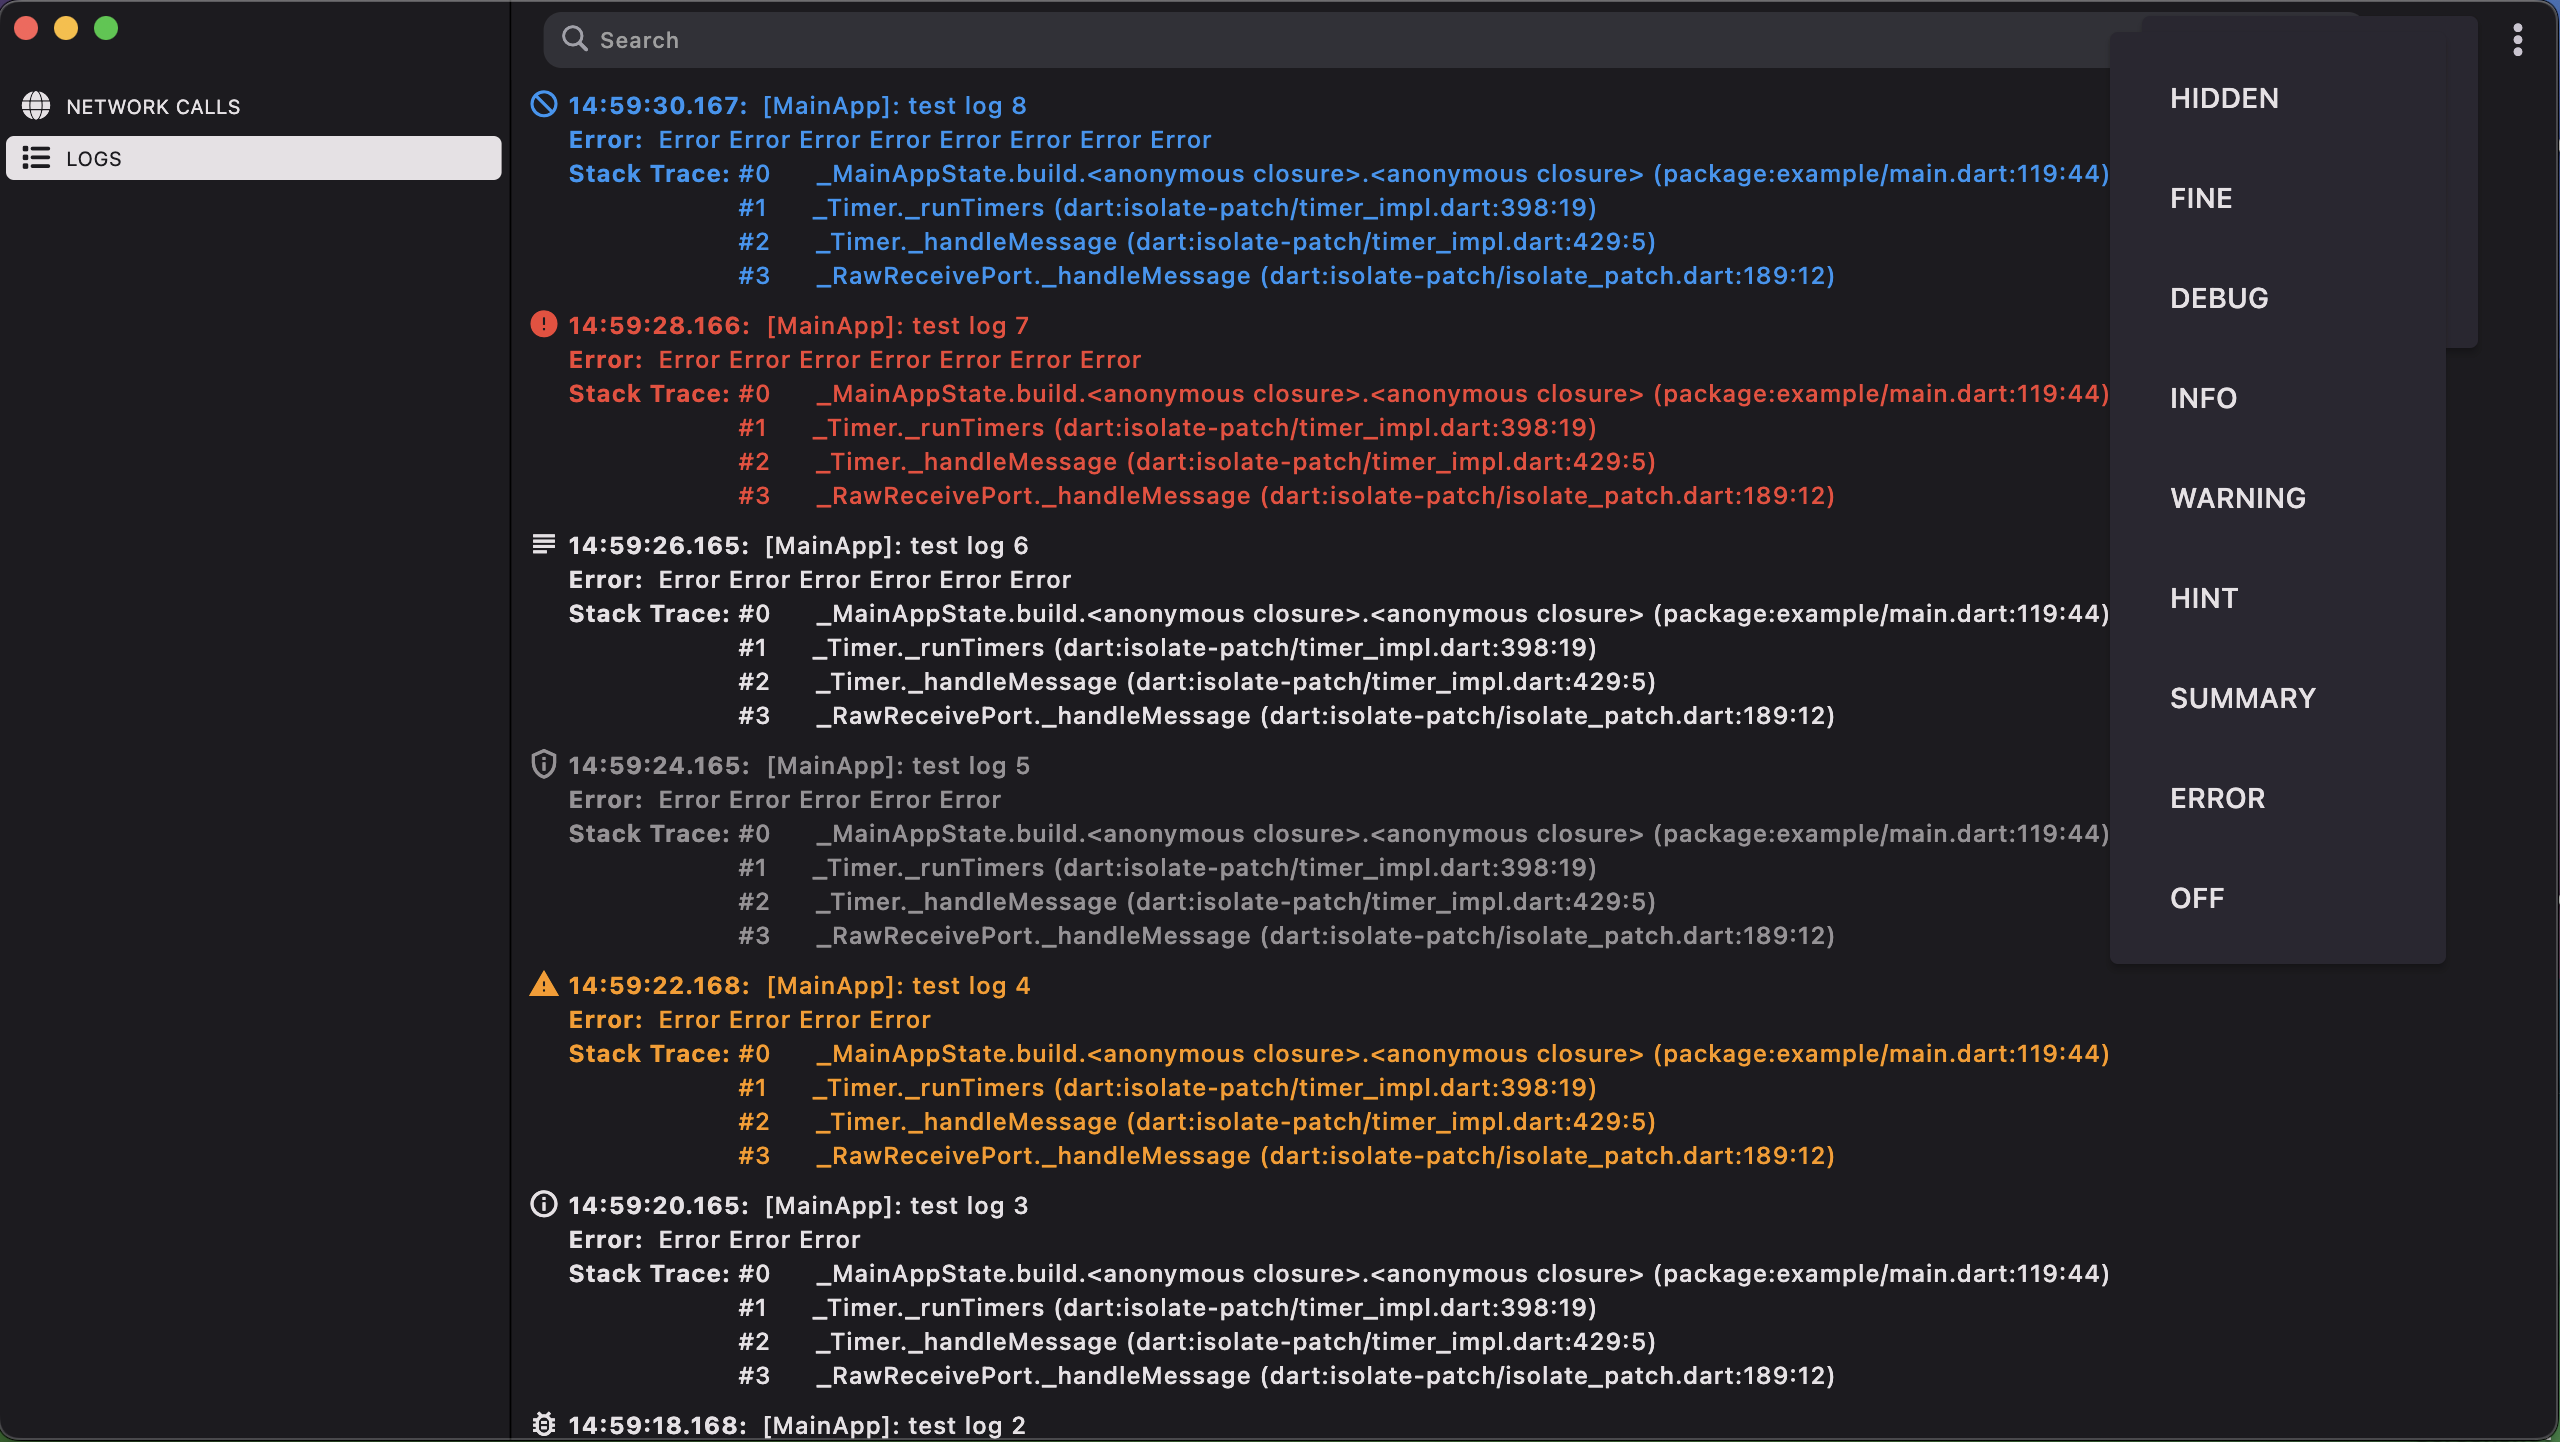 NETWORK CALLS
LOGS
Search
14:59:30.167: [MainApp]: test log 8
Error: Error Error Error Error Error Error Error Error
Stack Trace: #0 _MainAppState.build.<anonymous closure>.<anonymous closure> (package:example/main.dart:119:44)
#1 _Timer._runTimers (dart:isolate-patch/timer_impl.dart:398:19)
#2 _Timer._handleMessage (dart:isolate-patch/timer_impl.dart:429:5)
#3 _RawReceivePort._handleMessage (dart:isolate-patch/isolate_patch.dart:189:12)
14:59:28.166: [MainApp]: test log 7
Error: Error Error Error Error Error Error Error
Stack Trace: #0 _MainAppState.build.<anonymous closure>.<anonymous closure> (package:example/main.dart:119:44)
#1 _Timer._runTimers (dart:isolate-patch/timer_impl.dart:398:19)
#2 _Timer._handleMessage (dart:isolate-patch/timer_impl.dart:429:5)
#3 _RawReceivePort._handleMessage (dart:isolate-patch/isolate_patch.dart:189:12)
14:59:26.165: [MainApp]: test log 6
Error: Error Error Error Error Error Error
Stack Trace: #0 _MainAppState.build.<anonymous closure>.<anonymous closure> (package:example/main.dart:119:44)
#1 _Timer._runTimers (dart:isolate-patch/timer_impl.dart:398:19)
#2 _Timer._handleMessage (dart:isolate-patch/timer_impl.dart:429:5)
#3 _RawReceivePort._handleMessage (dart:isolate-patch/isolate_patch.dart:189:12)
14:59:24.165: [MainApp]: test log 5
Error: Error Error Error Error Error
Stack Trace: #0 _MainAppState.build.<anonymous closure>.<anonymous closure> (package:example/main.dart:119:44)
#1 _Timer._runTimers (dart:isolate-patch/timer_impl.dart:398:19)
#2 _Timer._handleMessage (dart:isolate-patch/timer_impl.dart:429:5)
#3 _RawReceivePort._handleMessage (dart:isolate-patch/isolate_patch.dart:189:12)
14:59:22.168: [MainApp]: test log 4
Error: Error Error Error Error
Stack Trace: #0 _MainAppState.build.<anonymous closure>.<anonymous closure> (package:example/main.dart:119:44)
#1 _Timer._runTimers (dart:isolate-patch/timer_impl.dart:398:19)
#2 _Timer._handleMessage (dart:isolate-patch/timer_impl.dart:429:5)
#3 _RawReceivePort._handleMessage (dart:isolate-patch/isolate_patch.dart:189:12)
14:59:20.165: [MainApp]: test log 3
Error: Error Error Error
Stack Trace: #0 _MainAppState.build.<anonymous closure>.<anonymous closure> (package:example/main.dart:119:44)
#1 _Timer._runTimers (dart:isolate-patch/timer_impl.dart:398:19)
#2 _Timer._handleMessage (dart:isolate-patch/timer_impl.dart:429:5)
#3 _RawReceivePort._handleMessage (dart:isolate-patch/isolate_patch.dart:189:12)
14:59:18.168: [MainApp]: test log 2
HIDDEN
FINE
DEBUG
INFO
WARNING
HINT
SUMMARY
ERROR
OFF